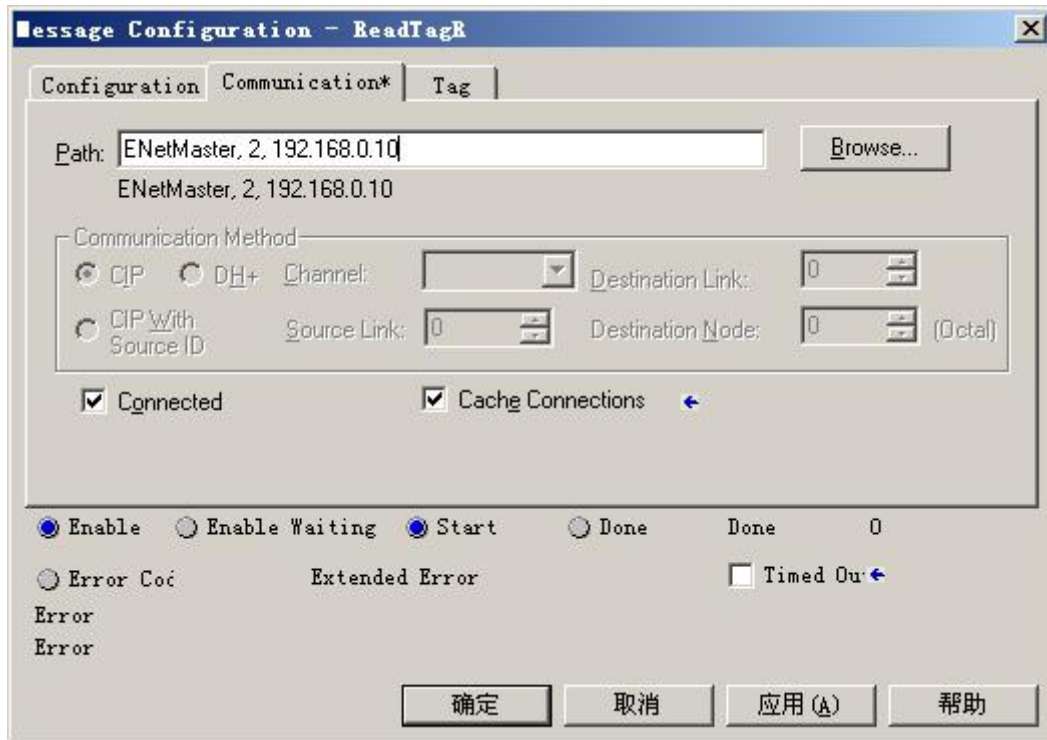 Message Configuration - ReadTagR
Configuration Communication* Tag
Path: ENetMaster, 2, 192.168.0.10 Browse...
ENetMaster, 2, 192.168.0.10
Communication Method
CIP DH+ Channel: Destination Link: 0
CIP With Source ID Source Link: 0 Destination Node: 0 (Octal)
Connected Cache Connections
Enable Enable Waiting Start Done Done 0
Error Coc Extended Error Timed Ou
Error
Error
确定 取消 应用(A) 帮助